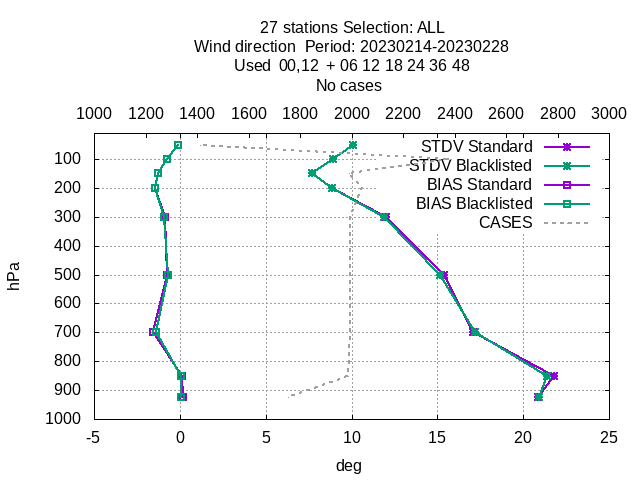 27 stations Selection: ALL
Wind direction  Period: 20230214-20230228
Used  00,12  + 06 12 18 24 36 48
No cases
1000 1200 1400 1600 1800 2000 2200 2400 2600 2800 3000
STDV Standard
STDV Blacklisted
BIAS Standard
BIAS Blacklisted
CASES
100
200
300
400
500
600
700
800
900
1000
hPa
-5 0 5 10 15 20 25
deg